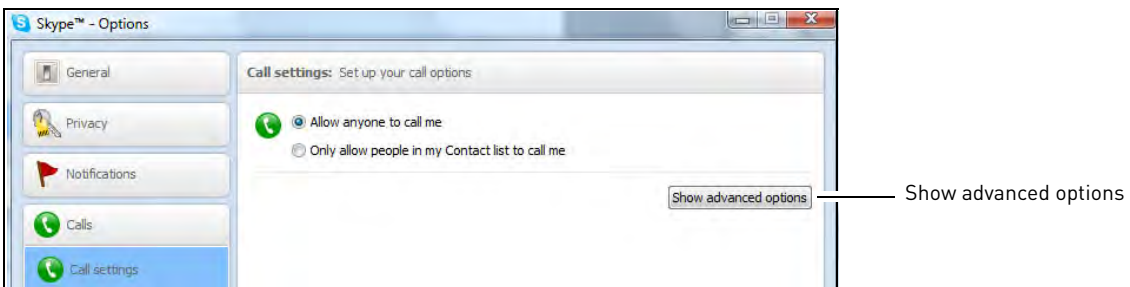 Skype™ - Options
General
Call settings: Set up your call options
Privacy
Allow anyone to call me
Only allow people in my Contact list to call me
Notifications
Show advanced options
Show advanced options
Calls
Call settings